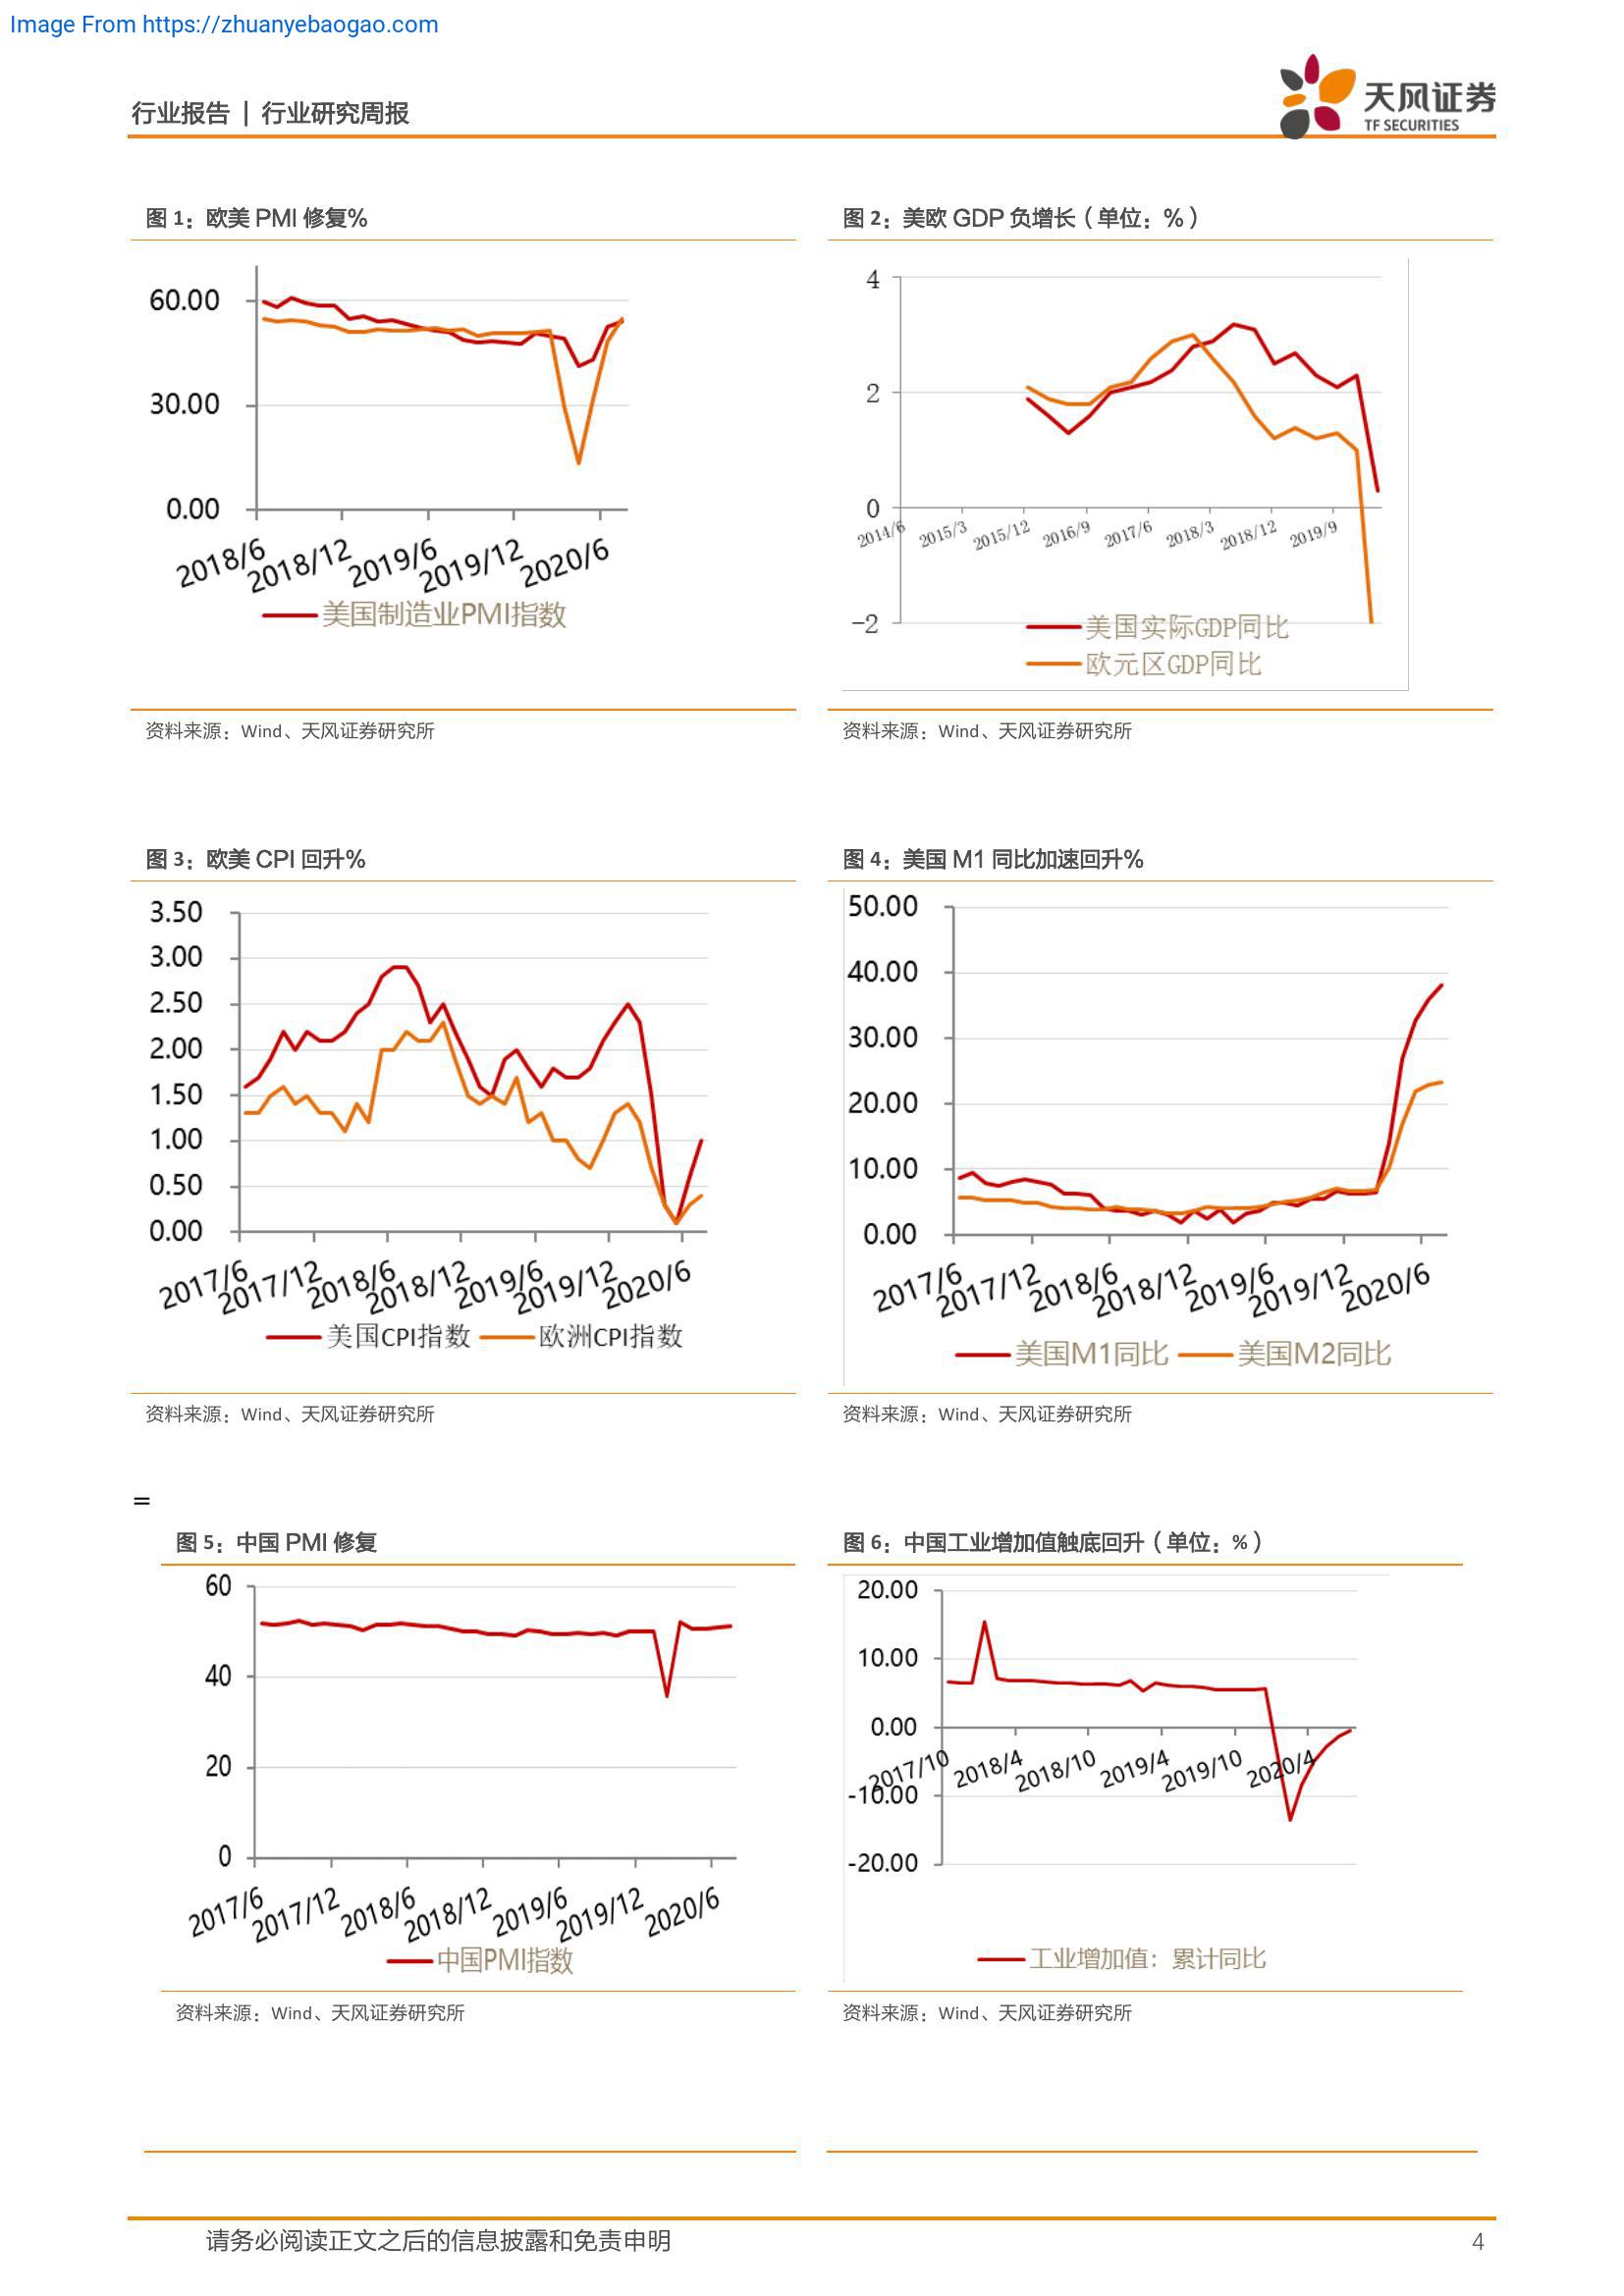 Image From https://zhuanyebaogao.com
行业报告 | 行业研究周报
天风证券
TF SECURITIES
图 1：欧美 PMI 修复%
60.00
30.00
0.00
2018/6
2018/12
2019/6
2019/12
2020/6
美国制造业PMI指数
资料来源：Wind、天风证券研究所
图 2：美欧 GDP 负增长（单位：%）
4
2
0
-2
2014/6
2015/3
2015/12
2016/9
2017/6
2018/3
2018/12
2019/9
美国实际GDP同比
欧元区GDP同比
资料来源：Wind、天风证券研究所
图 3：欧美 CPI 回升%
3.50
3.00
2.50
2.00
1.50
1.00
0.50
0.00
2017/6
2017/12
2018/6
2018/12
2019/6
2019/12
2020/6
美国CPI指数
欧洲CPI指数
资料来源：Wind、天风证券研究所
图 4：美国 M1 同比加速回升%
50.00
40.00
30.00
20.00
10.00
0.00
2017/6
2017/12
2018/6
2018/12
2019/6
2019/12
2020/6
美国M1同比
美国M2同比
资料来源：Wind、天风证券研究所
=
图 5：中国 PMI 修复
60
40
20
0
2017/6
2017/12
2018/6
2018/12
2019/6
2019/12
2020/6
中国PMI指数
资料来源：Wind、天风证券研究所
图 6：中国工业增加值触底回升（单位：%）
20.00
10.00
0.00
-10.00
-20.00
2017/10
2018/4
2018/10
2019/4
2019/10
2020/4
工业增加值：累计同比
资料来源：Wind、天风证券研究所
请务必阅读正文之后的信息披露和免责申明
4